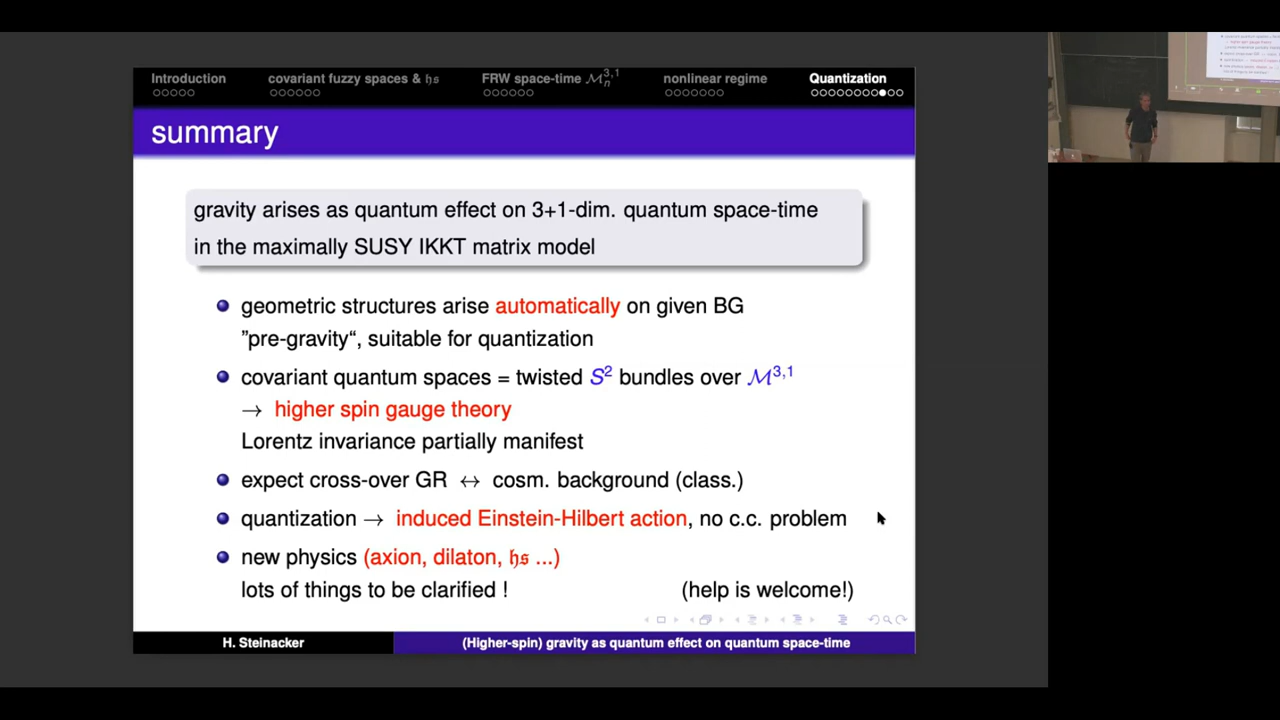 Introduction covariant fuzzy spaces & 𝔥𝔰 FRW space-time ℳₙ³,¹ nonlinear regime Quantization
summary
gravity arises as quantum effect on 3+1-dim. quantum space-time
in the maximally SUSY IKKT matrix model
geometric structures arise automatically on given BG
"pre-gravity“, suitable for quantization
covariant quantum spaces = twisted S² bundles over ℳ³,¹
→ higher spin gauge theory
Lorentz invariance partially manifest
expect cross-over GR ↔ cosm. background (class.)
quantization → induced Einstein-Hilbert action, no c.c. problem
new physics (axion, dilaton, 𝔥𝔰 ...)
lots of things to be clarified ! (help is welcome!)
H. Steinacker (Higher-spin) gravity as quantum effect on quantum space-time